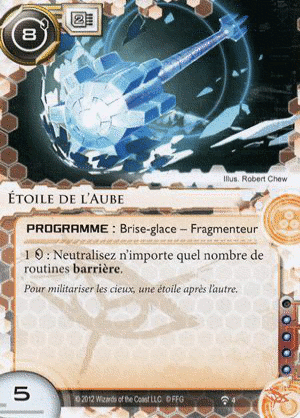 8
2
Illus. Robert Chew
ÉTOILE DE L'AUBE
PROGRAMME : Brise-glace – Fragmenteur
1 : Neutralisez n'importe quel nombre de
routines barrière.
Pour militariser les cieux, une étoile après l'autre.
5
© 2012 Wizards of the Coast LLC. © FFG
4